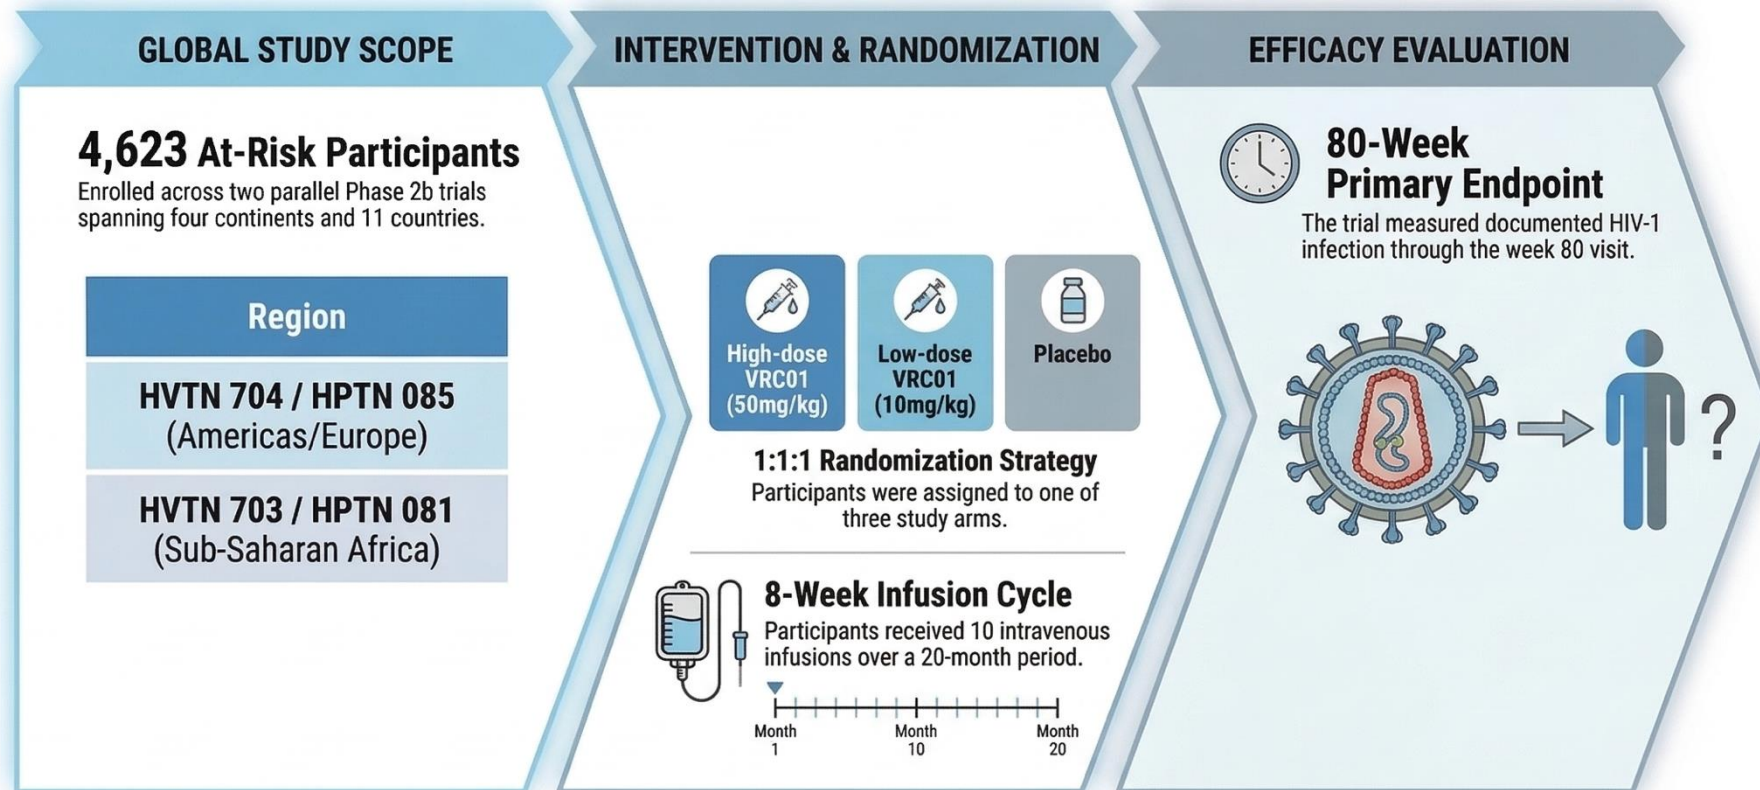 GLOBAL STUDY SCOPE
4,623 At-Risk Participants
Enrolled across two parallel Phase 2b trials
spanning four continents and 11 countries.
Region
HVTN 704 / HPTN 085
(Americas/Europe)
HVTN 703 / HPTN 081
(Sub-Saharan Africa)
INTERVENTION & RANDOMIZATION
High-dose
VRC01
(50mg/kg)
Low-dose
VRC01
(10mg/kg)
Placebo
1:1:1 Randomization Strategy
Participants were assigned to one of
three study arms.
8-Week Infusion Cycle
Participants received 10 intravenous
infusions over a 20-month period.
Month
1
Month
10
Month
20
EFFICACY EVALUATION
80-Week
Primary Endpoint
The trial measured documented HIV-1
infection through the week 80 visit.
?